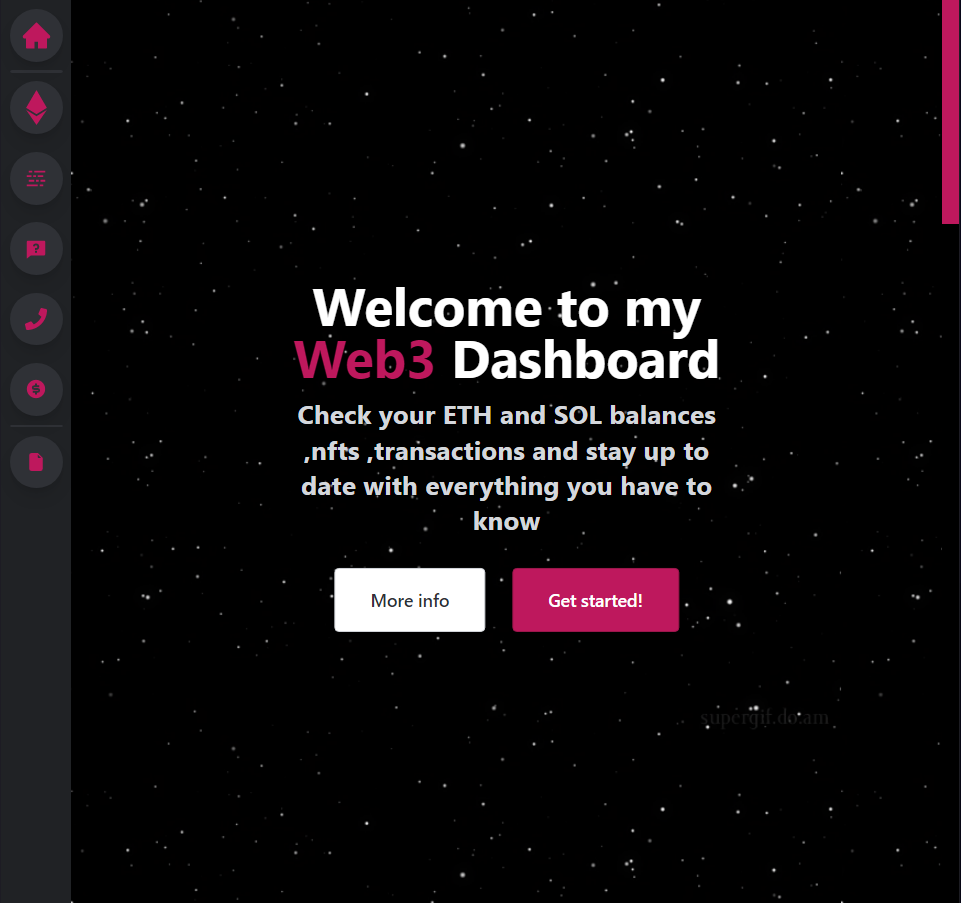 Welcome to my
Web3 Dashboard
Check your ETH and SOL balances
,nfts ,transactions and stay up to
date with everything you have to
know
More info
Get started!
supergif.do.am